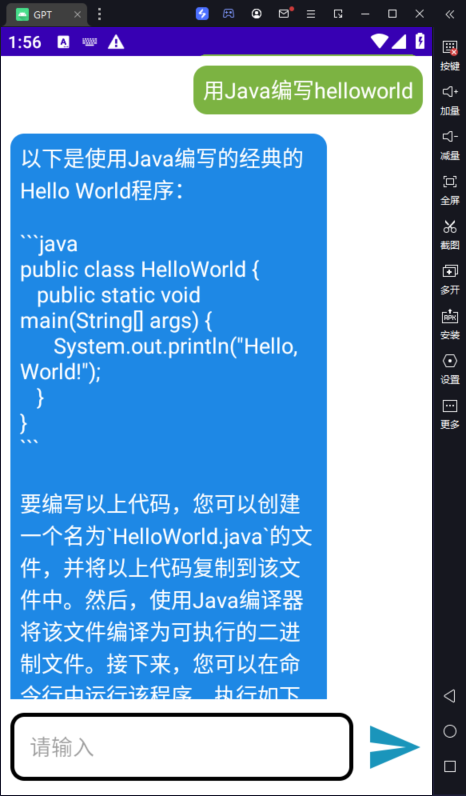 GPT
1:56
用Java编写helloworld
以下是使用Java编写的经典的
Hello World程序：
```java
public class HelloWorld {
public static void
main(String[] args) {
System.out.println("Hello,
World!");
}
}
```
要编写以上代码，您可以创建
一个名为`HelloWorld.java`的文
件，并将以上代码复制到该文
件中。然后，使用Java编译器
将该文件编译为可执行的二进
制文件。接下来，您可以在命
令行中运行该程序，执行如下
请输入
按键
加量
减量
全屏
截图
多开
APK
安装
设置
更多